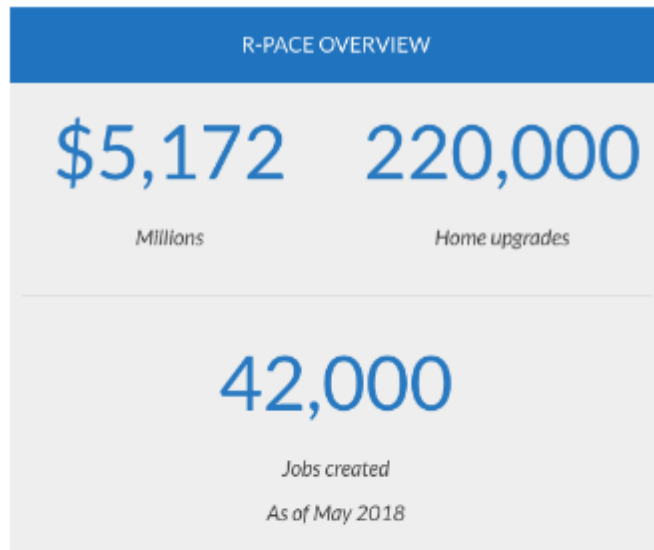 R-PACE OVERVIEW
$5,172 220,000
Millions Home upgrades
42,000
Jobs created
As of May 2018